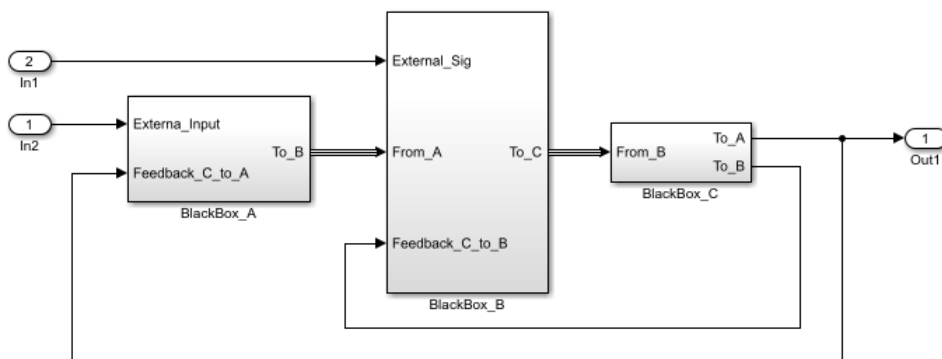 2
In1
External_Sig
1
In2
Externa_Input
To_B
Feedback_C_to_A
BlackBox_A
From_A
To_C
Feedback_C_to_B
BlackBox_B
From_B
To_A
To_B
BlackBox_C
1
Out1